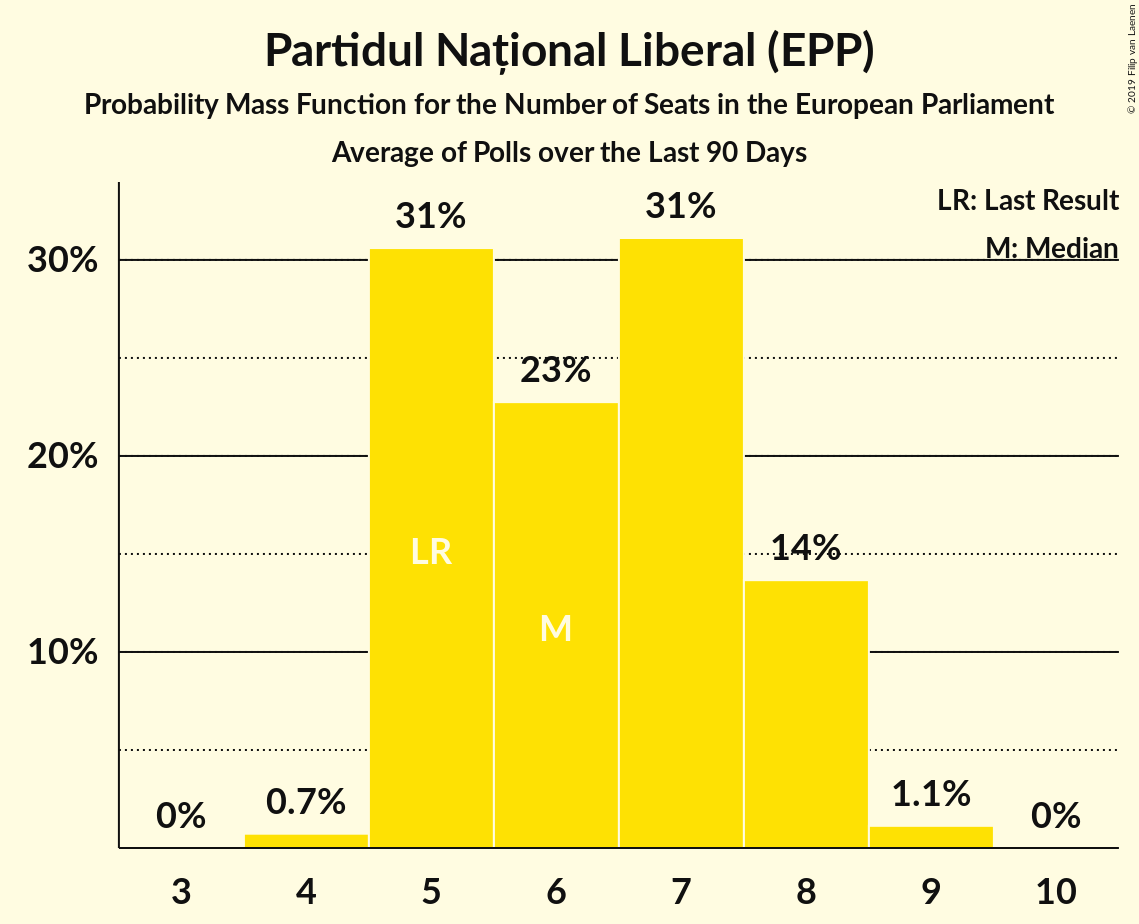 Partidul Național Liberal (EPP)
Probability Mass Function for the Number of Seats in the European Parliament
Average of Polls over the Last 90 Days
© 2019 Filip van Laenen
LR: Last Result
M: Median
31%
31%
30%
23%
20%
14%
LR
M
10%
0%
0.7%
1.1%
0%
3 4 5 6 7 8 9 10